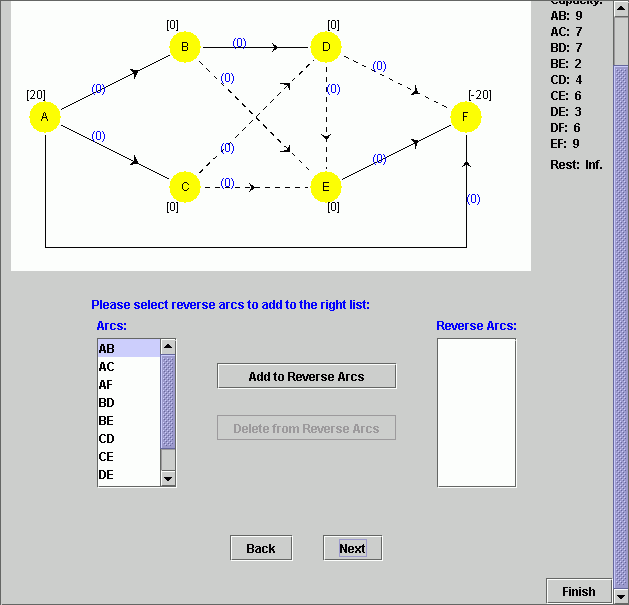 Capacity:
AB: 9
AC: 7
BD: 7
BE: 2
CD: 4
CE: 6
DE: 3
DF: 6
EF: 9
Rest: Inf.
[0]
[0]
B
(0)
D
(0)
(0)
(0)
(0)
[20]
[-20]
A
F
(0)
(0)
(0)
(0)
C
(0)
E
[0]
[0]
(0)
Please select reverse arcs to add to the right list:
Arcs:
Reverse Arcs:
AB
AC
AF
BD
BE
CD
CE
DE
Add to Reverse Arcs
Delete from Reverse Arcs
Back
Next
Finish